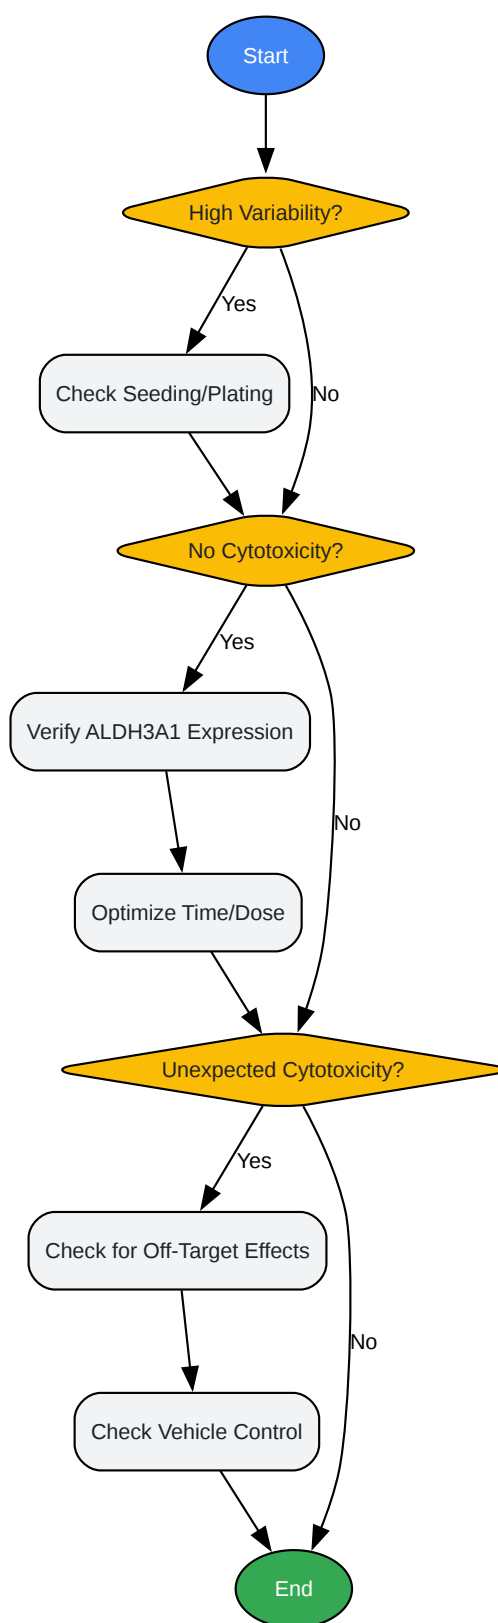 Start
High Variability?
Yes
Check Seeding/Plating
No
No Cytotoxicity?
Yes
Verify ALDH3A1 Expression
No
Optimize Time/Dose
Unexpected Cytotoxicity?
Yes
Check for Off-Target Effects
No
Check Vehicle Control
End